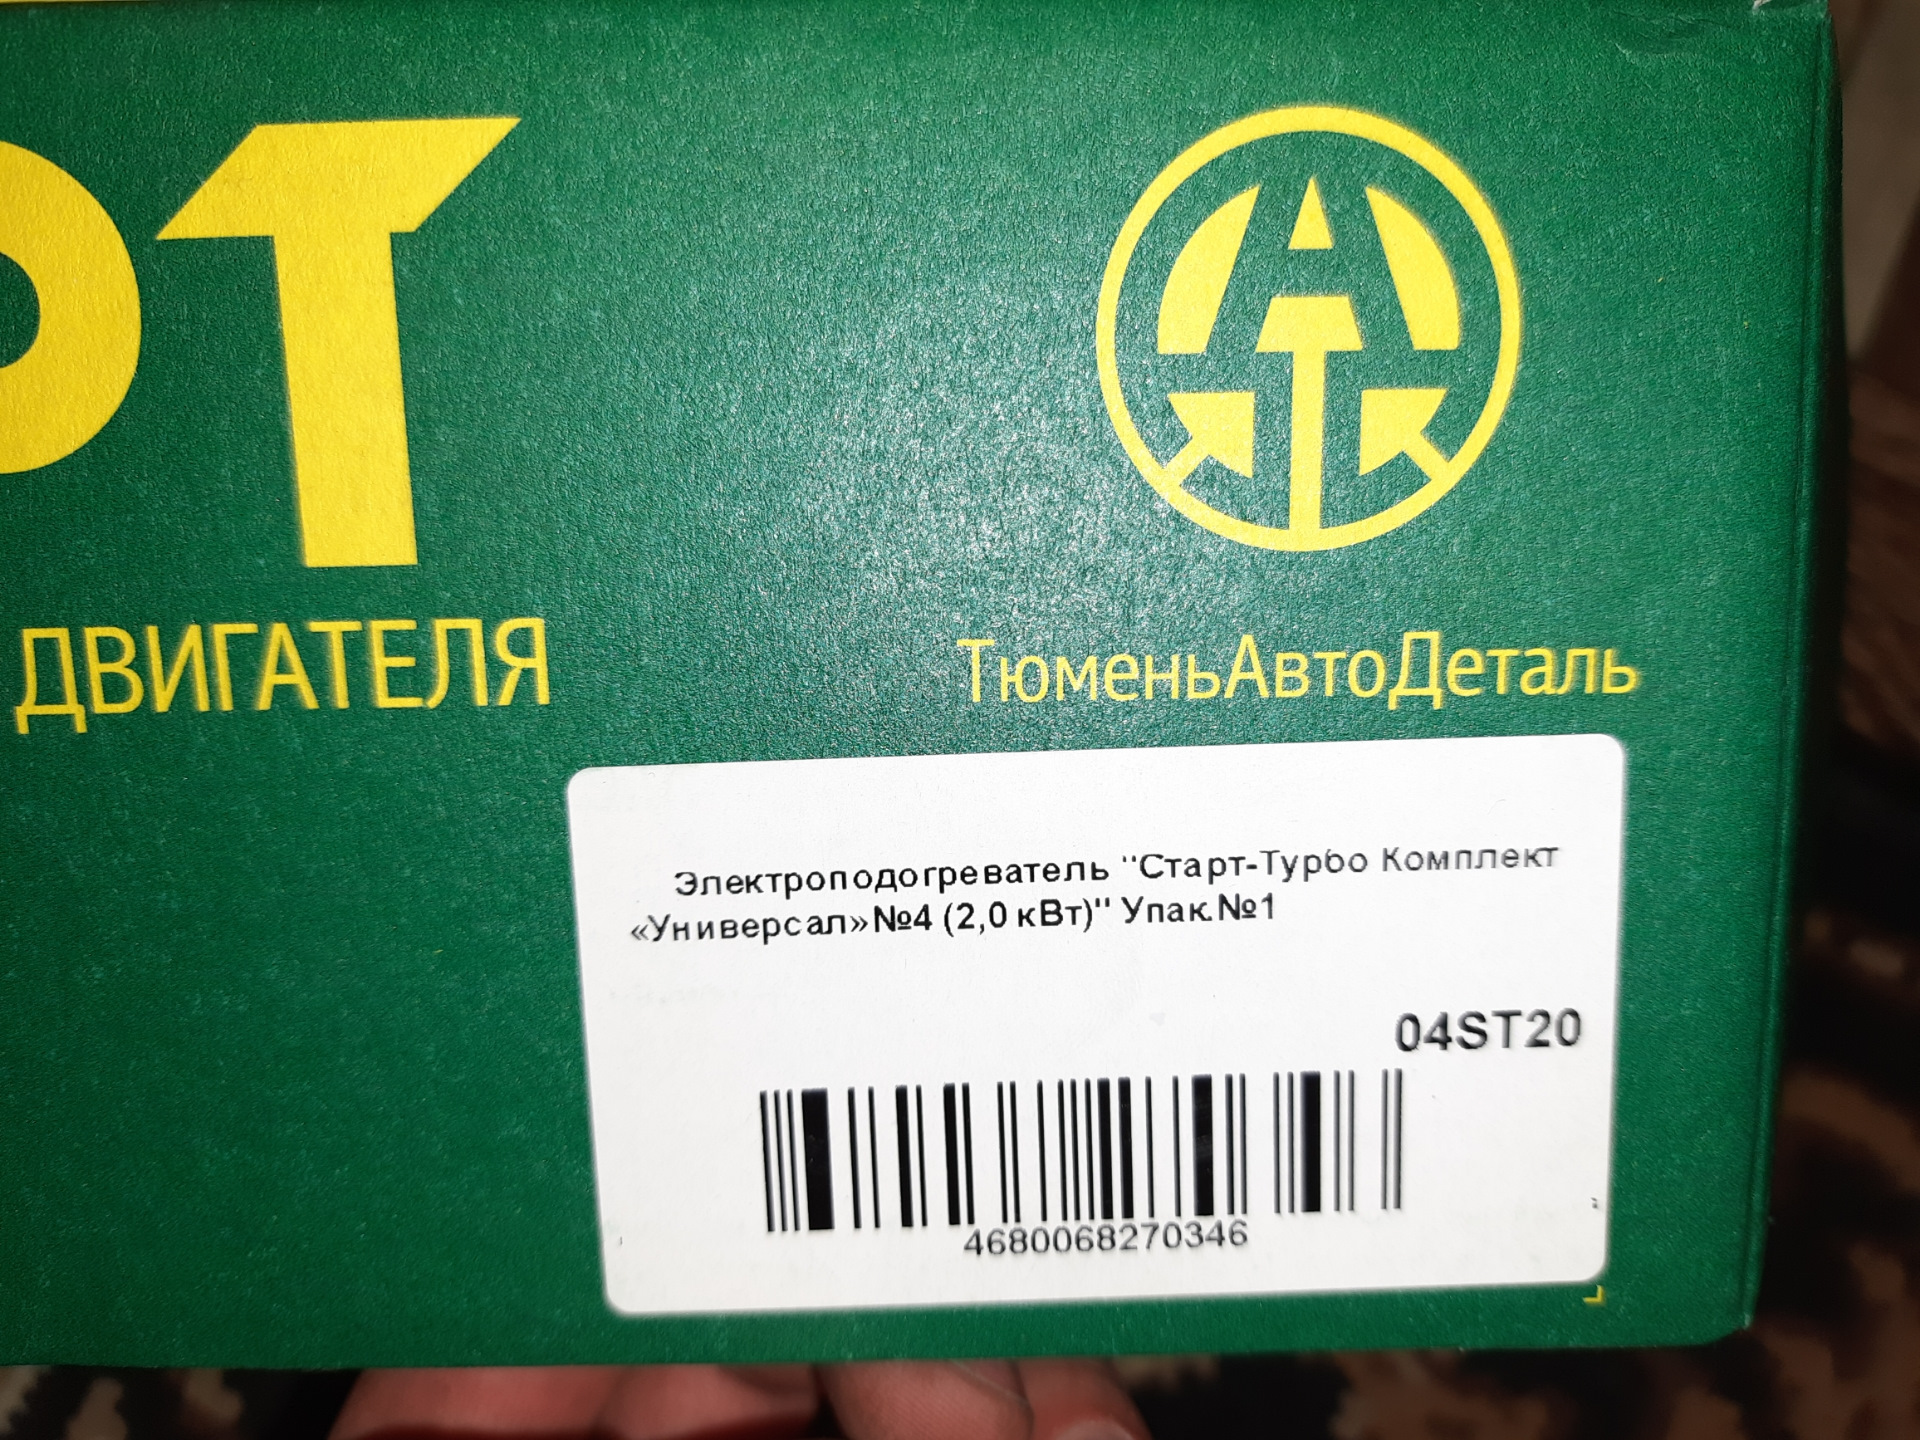 РТ
ДВИГАТЕЛЯ
ТюменьАвтоДеталь
Электроподогреватель "Старт-Турбо Комплект
«Универсал»№4 (2,0 кВт)" Упак.№1
04ST20
4680068270346